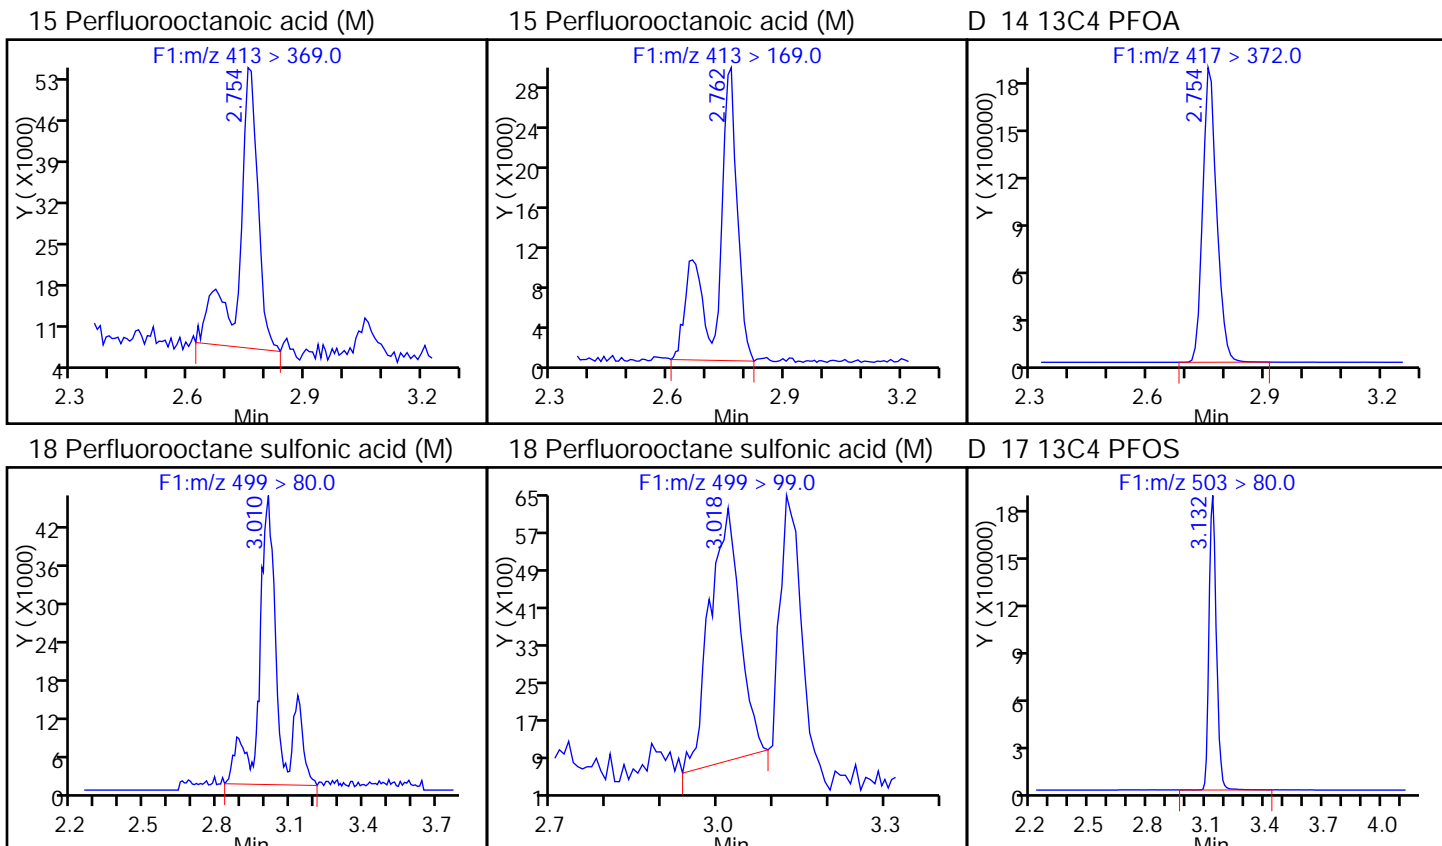 15 Perfluorooctanoic acid (M)
F1:m/z 413 > 369.0
2.754
Y ( X1000)
53
46
39
32
25
18
11
4
2.3 2.6 2.9 3.2
Min
15 Perfluorooctanoic acid (M)
F1:m/z 413 > 169.0
2.762
Y ( X1000)
28
24
20
16
12
8
4
0
2.3 2.6 2.9 3.2
Min
D 14 13C4 PFOA
F1:m/z 417 > 372.0
2.754
Y ( X100000)
18
15
12
9
6
3
0
2.3 2.6 2.9 3.2
Min
18 Perfluorooctane sulfonic acid (M)
F1:m/z 499 > 80.0
3.010
Y ( X1000)
42
36
30
24
18
12
6
0
2.2 2.5 2.8 3.1 3.4 3.7
Min
18 Perfluorooctane sulfonic acid (M)
F1:m/z 499 > 99.0
3.018
Y ( X100)
65
57
49
41
33
25
17
9
1
2.7 3.0 3.3
Min
D 17 13C4 PFOS
F1:m/z 503 > 80.0
3.132
Y ( X100000)
18
15
12
9
6
3
0
2.2 2.5 2.8 3.1 3.4 3.7 4.0
Min